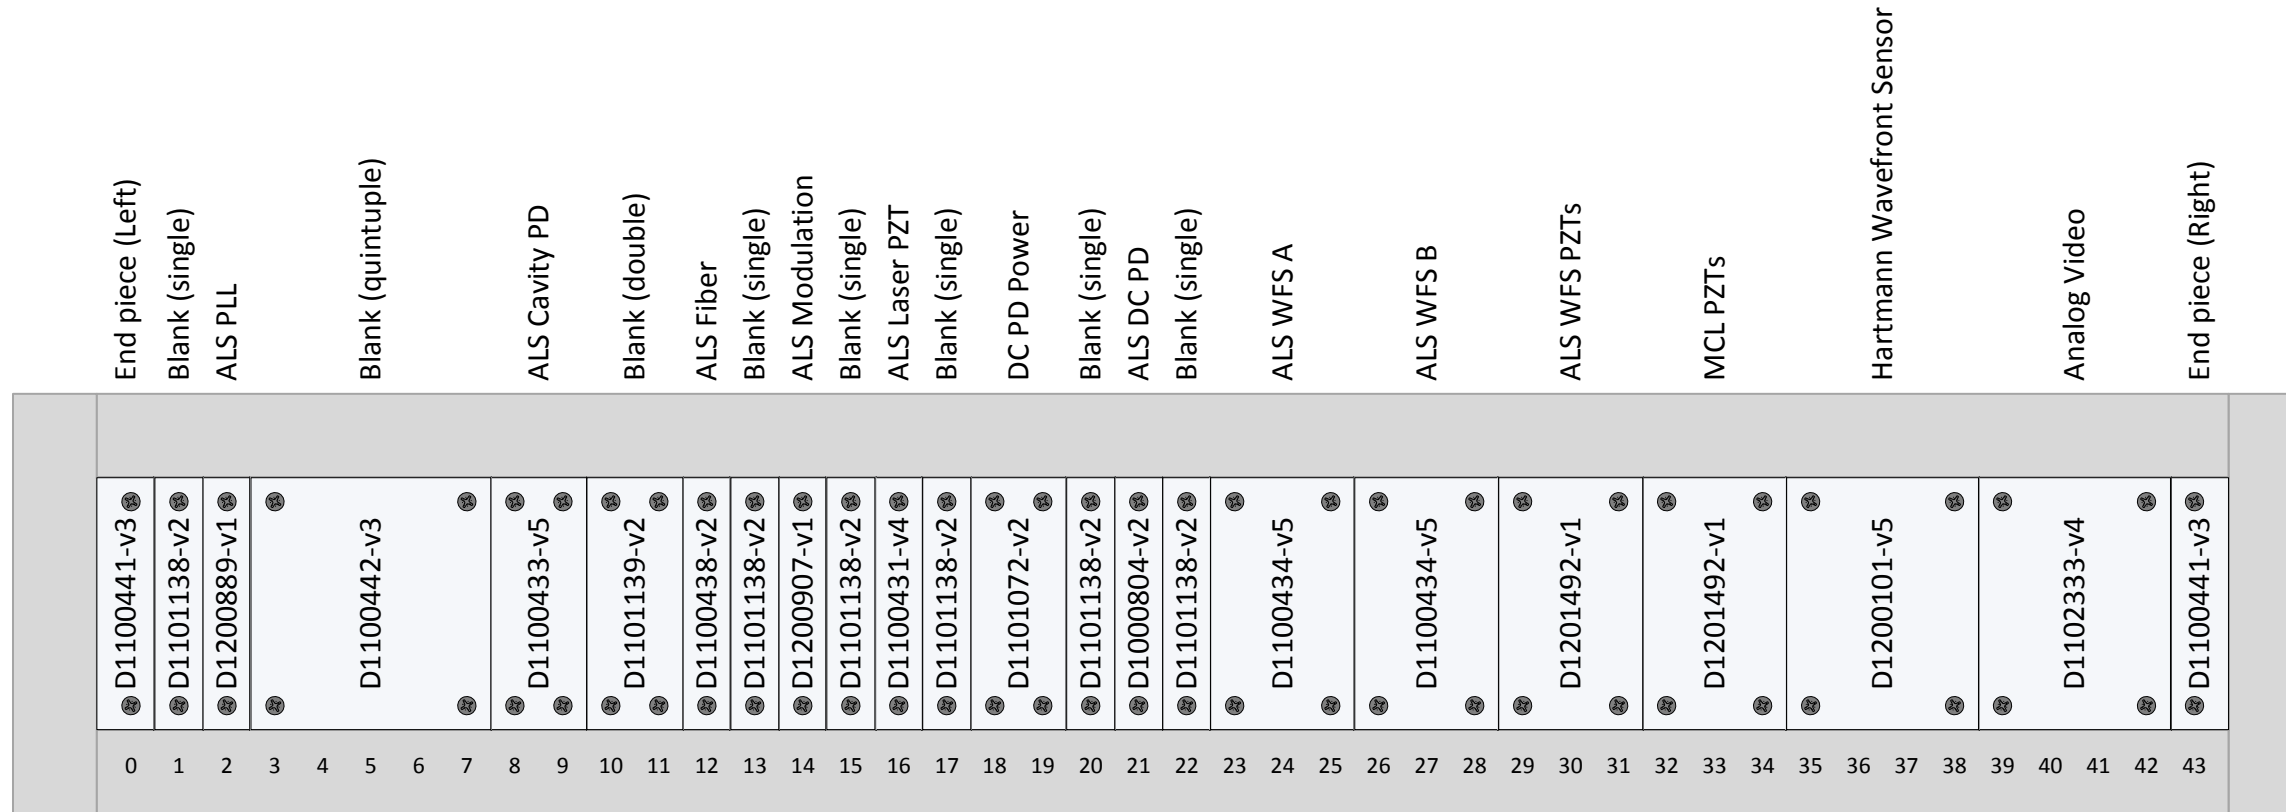 End piece (Left)
Blank (single)
ALS PLL
Blank (quintuple)
ALS Cavity PD
Blank (double)
ALS Fiber
Blank (single)
ALS Modulation
Blank (single)
ALS Laser PZT
Blank (single)
DC PD Power
Blank (single)
ALS DC PD
Blank (single)
ALS WFS A
ALS WFS B
ALS WFS PZTs
MCL PZTs
Hartmann Wavefront Sensor
Analog Video
End piece (Right)
D1100441-v3
D1101138-v2
D1200889-v1
D1100442-v3
D1100433-v5
D1101139-v2
D1100438-v2
D1101138-v2
D1200907-v1
D1101138-v2
D1100431-v4
D1101138-v2
D1101072-v2
D1101138-v2
D1000804-v2
D1101138-v2
D1100434-v5
D1100434-v5
D1201492-v1
D1201492-v1
D1200101-v5
D1102333-v4
D1100441-v3
0 1 2 3 4 5 6 7 8 9 10 11 12 13 14 15 16 17 18 19 20 21 22 23 24 25 26 27 28 29 30 31 32 33 34 35 36 37 38 39 40 41 42 43